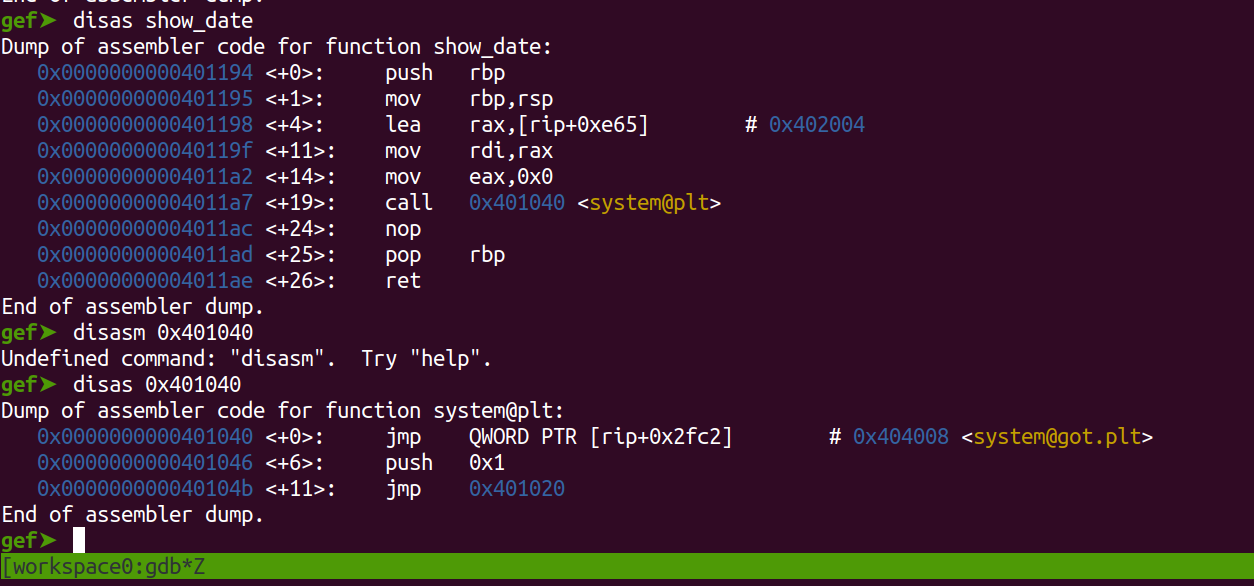 gef➤  disas show_date
Dump of assembler code for function show_date:
   0x0000000000401194 <+0>:     push   rbp
   0x0000000000401195 <+1>:     mov    rbp,rsp
   0x0000000000401198 <+4>:     lea    rax,[rip+0xe65]        # 0x402004
   0x000000000040119f <+11>:    mov    rdi,rax
   0x00000000004011a2 <+14>:    mov    eax,0x0
   0x00000000004011a7 <+19>:    call   0x401040 <system@plt>
   0x00000000004011ac <+24>:    nop
   0x00000000004011ad <+25>:    pop    rbp
   0x00000000004011ae <+26>:    ret
End of assembler dump.
gef➤  disasm 0x401040
Undefined command: "disasm".  Try "help".
gef➤  disas 0x401040
Dump of assembler code for function system@plt:
   0x0000000000401040 <+0>:     jmp    QWORD PTR [rip+0x2fc2]        # 0x404008 <system@got.plt>
   0x0000000000401046 <+6>:     push   0x1
   0x000000000040104b <+11>:    jmp    0x401020
End of assembler dump.
gef➤
[workspace0:gdb*Z